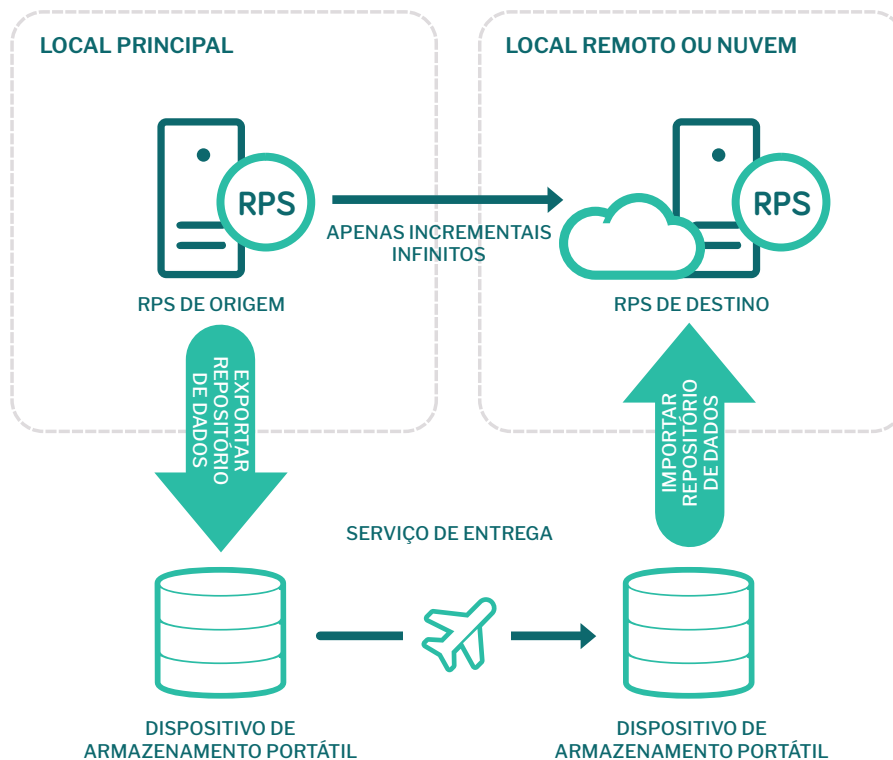 LOCAL PRINCIPAL
LOCAL REMOTO OU NUVEM
RPS
RPS
APENAS INCREMENTAIS
INFINITOS
RPS DE ORIGEM
RPS DE DESTINO
EXPORTAR
REPOSITÓRIO
DE DADOS
IMPORTAR
REPOSITÓRIO
DE DADOS
SERVIÇO DE ENTREGA
DISPOSITIVO DE
ARMAZENAMENTO PORTÁTIL
DISPOSITIVO DE
ARMAZENAMENTO PORTÁTIL